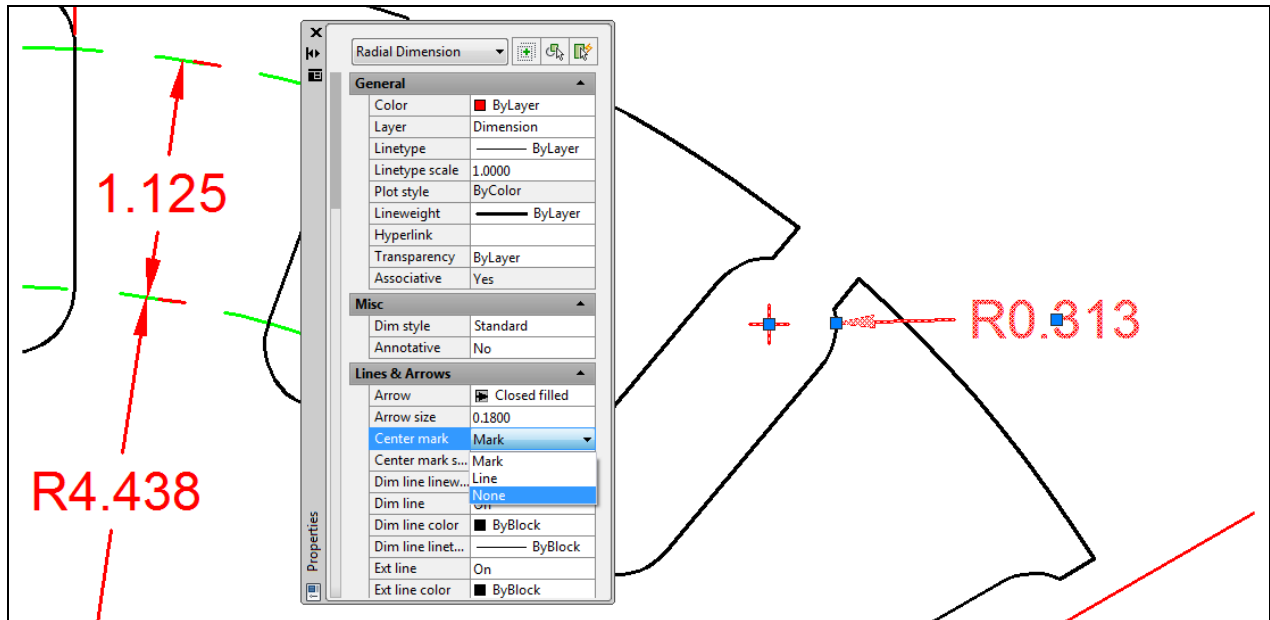 Radial Dimension
General
Color ByLayer
Layer Dimension
Linetype ByLayer
Linetype scale 1.0000
Plot style ByColor
Lineweight ByLayer
Hyperlink
Transparency ByLayer
Associative Yes
Misc
Dim style Standard
Annotative No
Lines & Arrows
Arrow Closed filled
Arrow size 0.1800
Center mark Mark
Center mark s... Mark
Line
Dim line linew...
None
Dim line On
Dim line color ByBlock
Dim line linet... ByBlock
Ext line On
Ext line color ByBlock
Properties
1.125
R4.438
R0.313